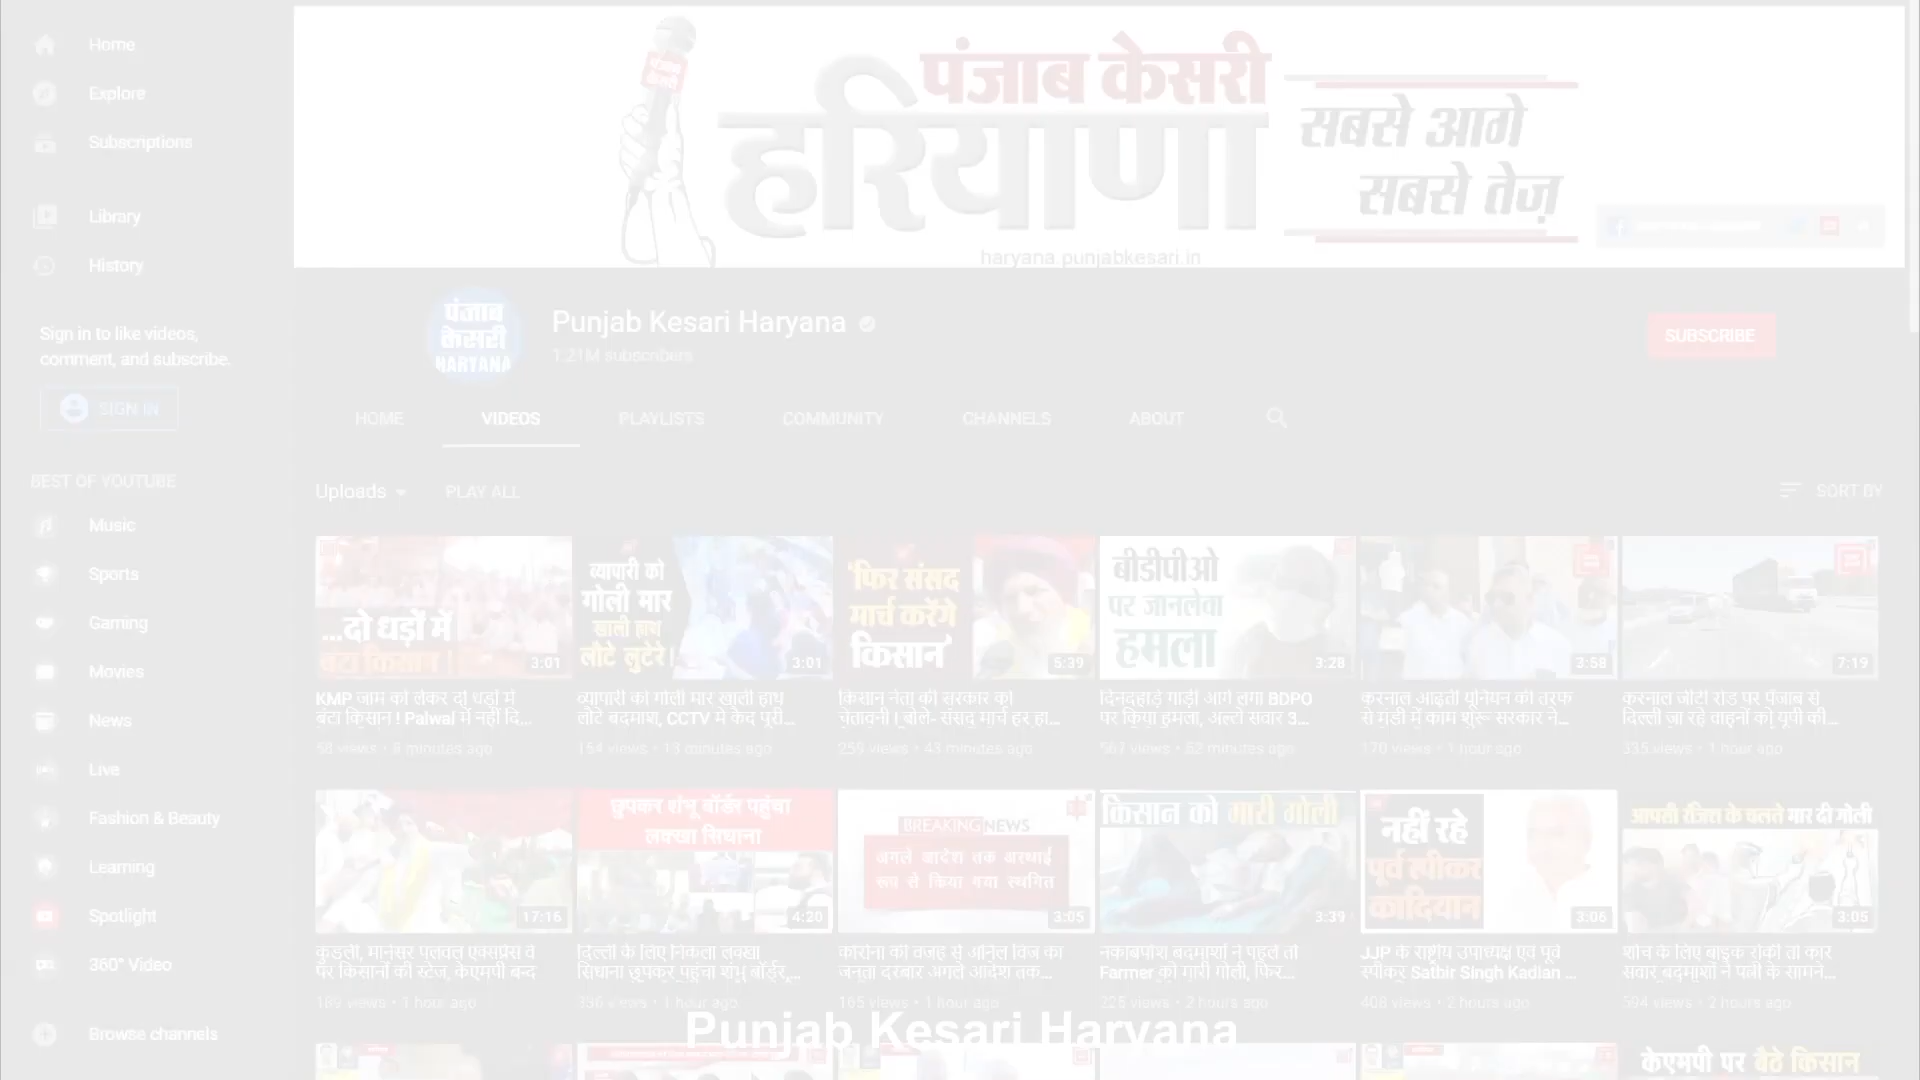 Home
Explore
Subscriptions
Library
History
Sign in to like videos,
comment, and subscribe.
SIGN IN
BEST OF YOUTUBE
Music
Sports
Gaming
Movies
News
Live
Fashion & Beauty
Learning
Spotlight
360° Video
Browse channels
पंजाब केसरी
हरियाणा
सबसे आगे
सबसे तेज़
haryana.punjabkesari.in
पंजाब
केसरी
HARYANA
Punjab Kesari Haryana
1.21M subscribers
SUBSCRIBE
HOME VIDEOS PLAYLISTS COMMUNITY CHANNELS ABOUT
Uploads PLAY ALL
SORT BY
...दो धड़ों में
बंटा किसान !
3:01
व्यापारी को
गोली मार
खाली हाथ
लौटे लुटेरे !
3:01
'फिर संसद
मार्च करेंगे
किसान'
5:39
बीडीपीओ
पर जानलेवा
हमला
3:28
3:58
7:19
KMP जाम को लेकर दो धड़ों में
बंटा किसान ! Palwal में नहीं दि...
58 views • 8 minutes ago
व्यापारी को गोली मार खाली हाथ
लौटे बदमाश, CCTV में कैद पूरी...
154 views • 13 minutes ago
किसान नेता की सरकार को
चेतावनी ! बोले- संसद मार्च हर हा...
259 views • 43 minutes ago
दिनदहाड़े गाड़ी आगे लगा BDPO
पर किया हमला, अल्टो सवार 3...
561 views • 52 minutes ago
करनाल आढ़ती यूनियन की तरफ
से मंडी में काम शुरू सरकार ने...
170 views • 1 hour ago
करनाल जीटी रोड पर पंजाब से
दिल्ली जा रहे वाहनों को यूपी की...
335 views • 1 hour ago
17:16
छुपकर शंभू बॉर्डर पहुंचा
लक्खा सिधाना
4:20
BREAKING NEWS
अगले आदेश तक अस्थाई
रूप से किया गया स्थगित
3:05
किसान को मारी गोली
3:39
नहीं रहे
पूर्व स्पीकर
कादियान
3:06
आपसी रंजिश के चलते मार दी गोली
3:05
कुंडली, मानेसर पलवल एक्सप्रेस वे
पर किसानों की स्टेज, केएमपी बन्द
189 views • 1 hour ago
दिल्ली के लिए निकला लक्खा
सिधाना छुपकर पहुंचा शंभू बॉर्डर,...
views • 1 hour ago
कोरोना की वजह से अनिल विज का
जनता दरबार अगले आदेश तक...
165 views • 1 hour ago
नकाबपोश बदमाशों ने पहले तो
Farmer को मारी गोली, फिर...
225 views • 2 hours ago
JJP के राष्ट्रीय उपाध्यक्ष एवं पूर्व
स्पीकर Satbir Singh Kadian ...
408 views • 2 hours ago
शौच के लिए बाइक रोकी तो कार
सवार बदमाशों ने पत्नी के सामने...
594 views • 2 hours ago
Punjab Kesari Haryana
केएमपी पर बैठे किसान